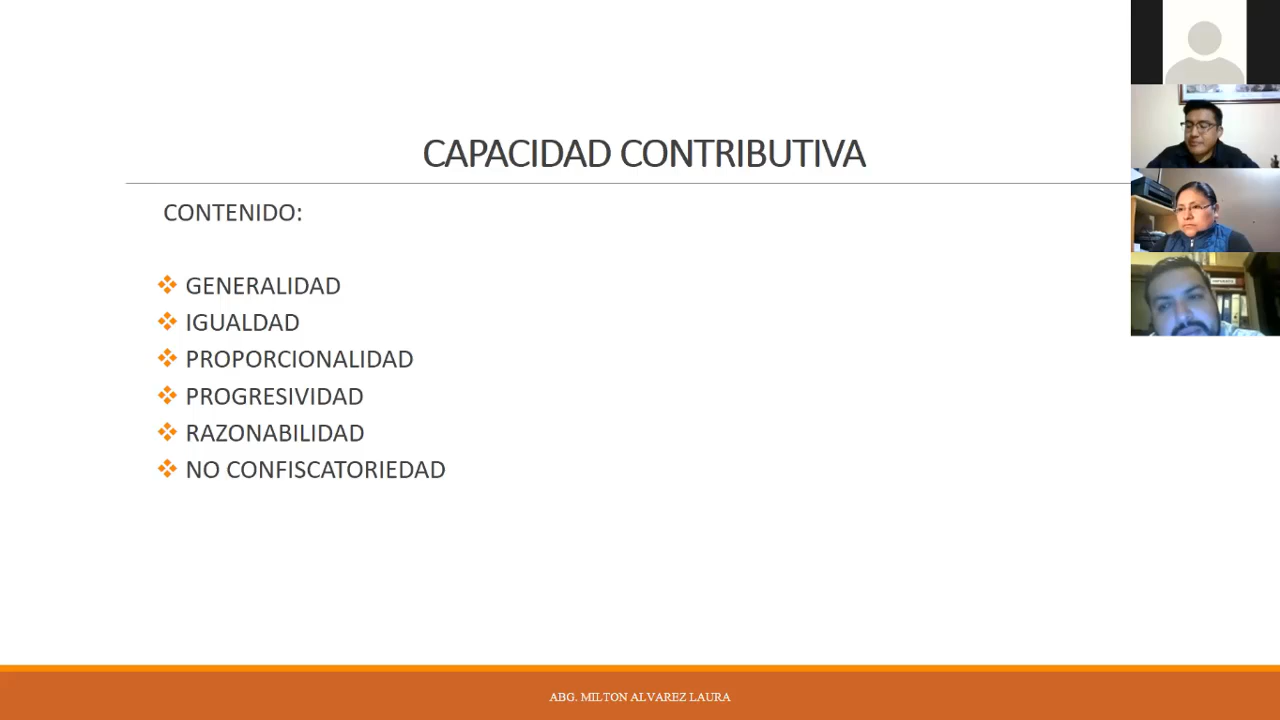 CAPACIDAD CONTRIBUTIVA
CONTENIDO:
GENERALIDAD
IGUALDAD
PROPORCIONALIDAD
PROGRESIVIDAD
RAZONABILIDAD
NO CONFISCATORIEDAD
ABG. MILTON ALVAREZ LAURA